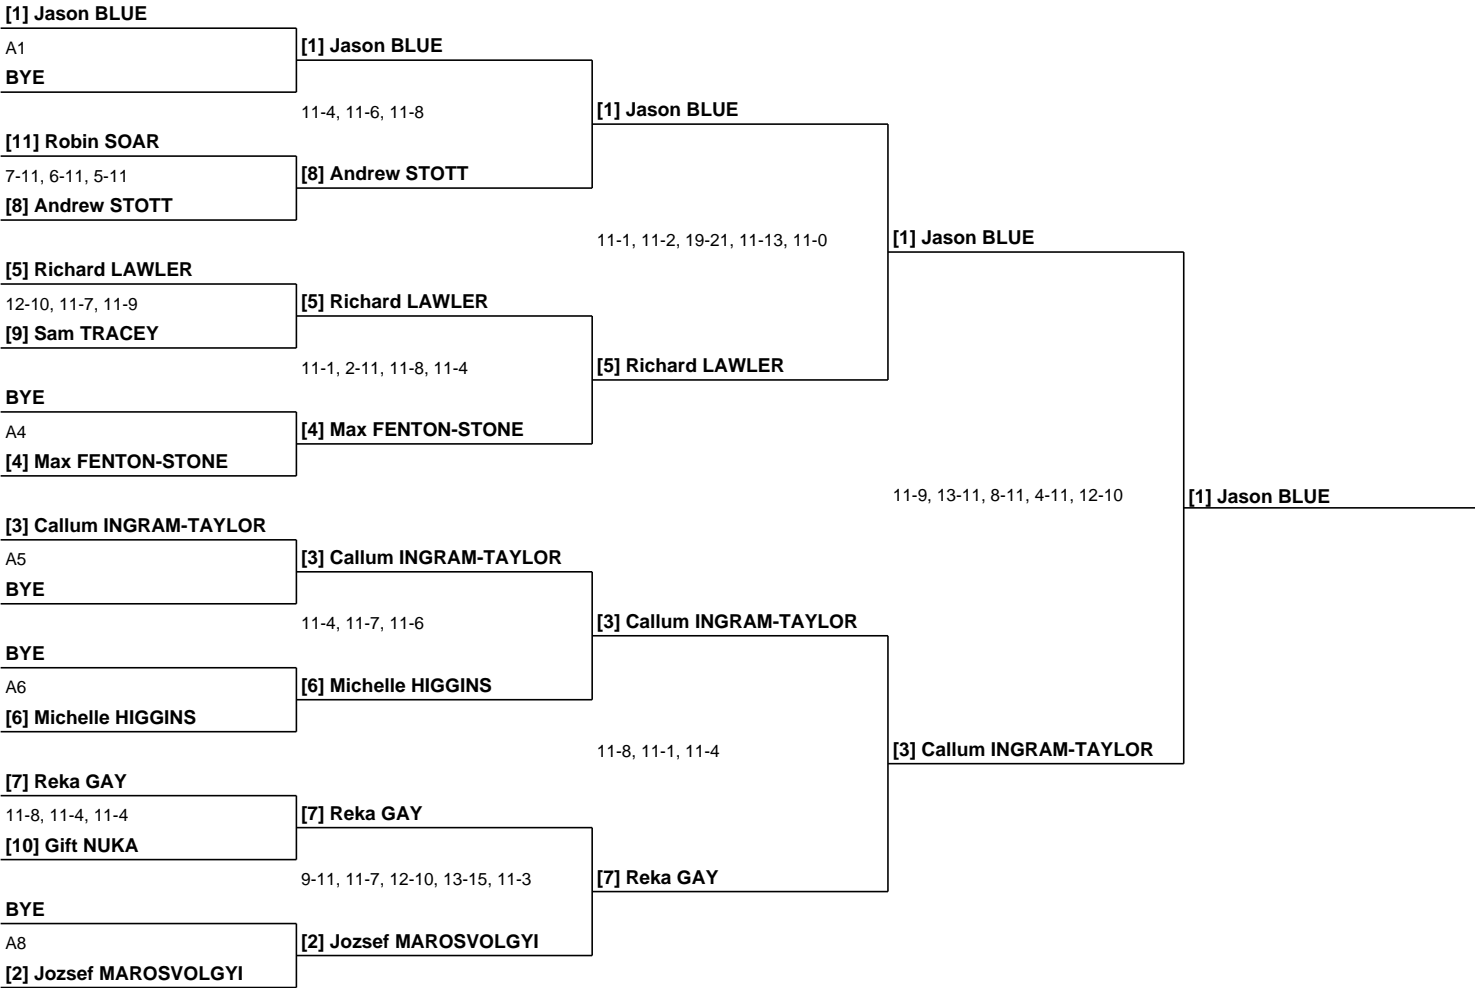 [1] Jason BLUE
A1
BYE
[11] Robin SOAR
7-11, 6-11, 5-11
[8] Andrew STOTT
[5] Richard LAWLER
12-10, 11-7, 11-9
[9] Sam TRACEY
BYE
A4
[4] Max FENTON-STONE
[3] Callum INGRAM-TAYLOR
A5
BYE
BYE
A6
[6] Michelle HIGGINS
[7] Reka GAY
11-8, 11-4, 11-4
[10] Gift NUKA
BYE
A8
[2] Jozsef MAROSVOLGYI
[1] Jason BLUE
11-4, 11-6, 11-8
[8] Andrew STOTT
[5] Richard LAWLER
11-1, 2-11, 11-8, 11-4
[4] Max FENTON-STONE
[3] Callum INGRAM-TAYLOR
11-4, 11-7, 11-6
[6] Michelle HIGGINS
[7] Reka GAY
9-11, 11-7, 12-10, 13-15, 11-3
[2] Jozsef MAROSVOLGYI
[1] Jason BLUE
11-1, 11-2, 19-21, 11-13, 11-0
[5] Richard LAWLER
[3] Callum INGRAM-TAYLOR
11-8, 11-1, 11-4
[7] Reka GAY
[1] Jason BLUE
11-9, 13-11, 8-11, 4-11, 12-10
[3] Callum INGRAM-TAYLOR
[1] Jason BLUE